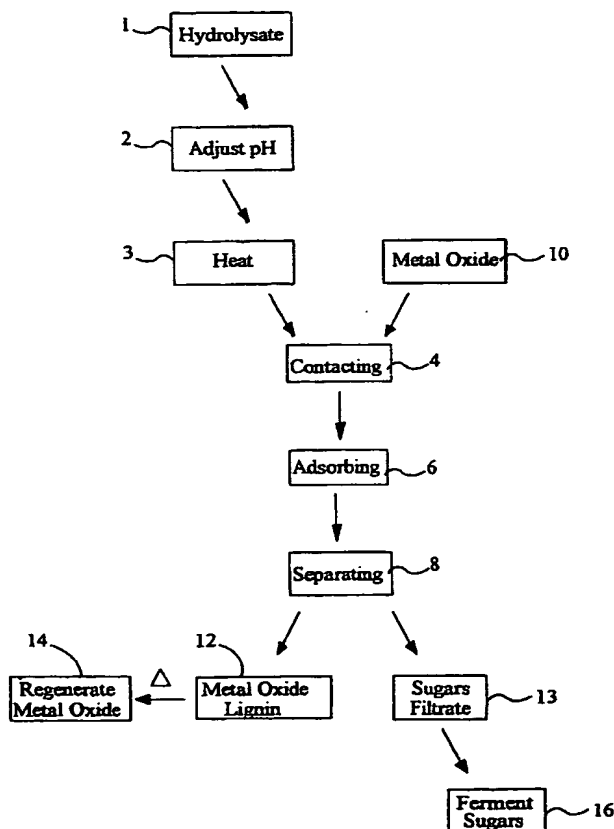 1
Hydrolysate
2
Adjust pH
3
Heat
Metal Oxide
10
Contacting
4
Adsorbing
6
Separating
8
14
12
Regenerate
Metal Oxide
Δ
Metal Oxide
Lignin
Sugars
Filtrate
13
Ferment
Sugars
16